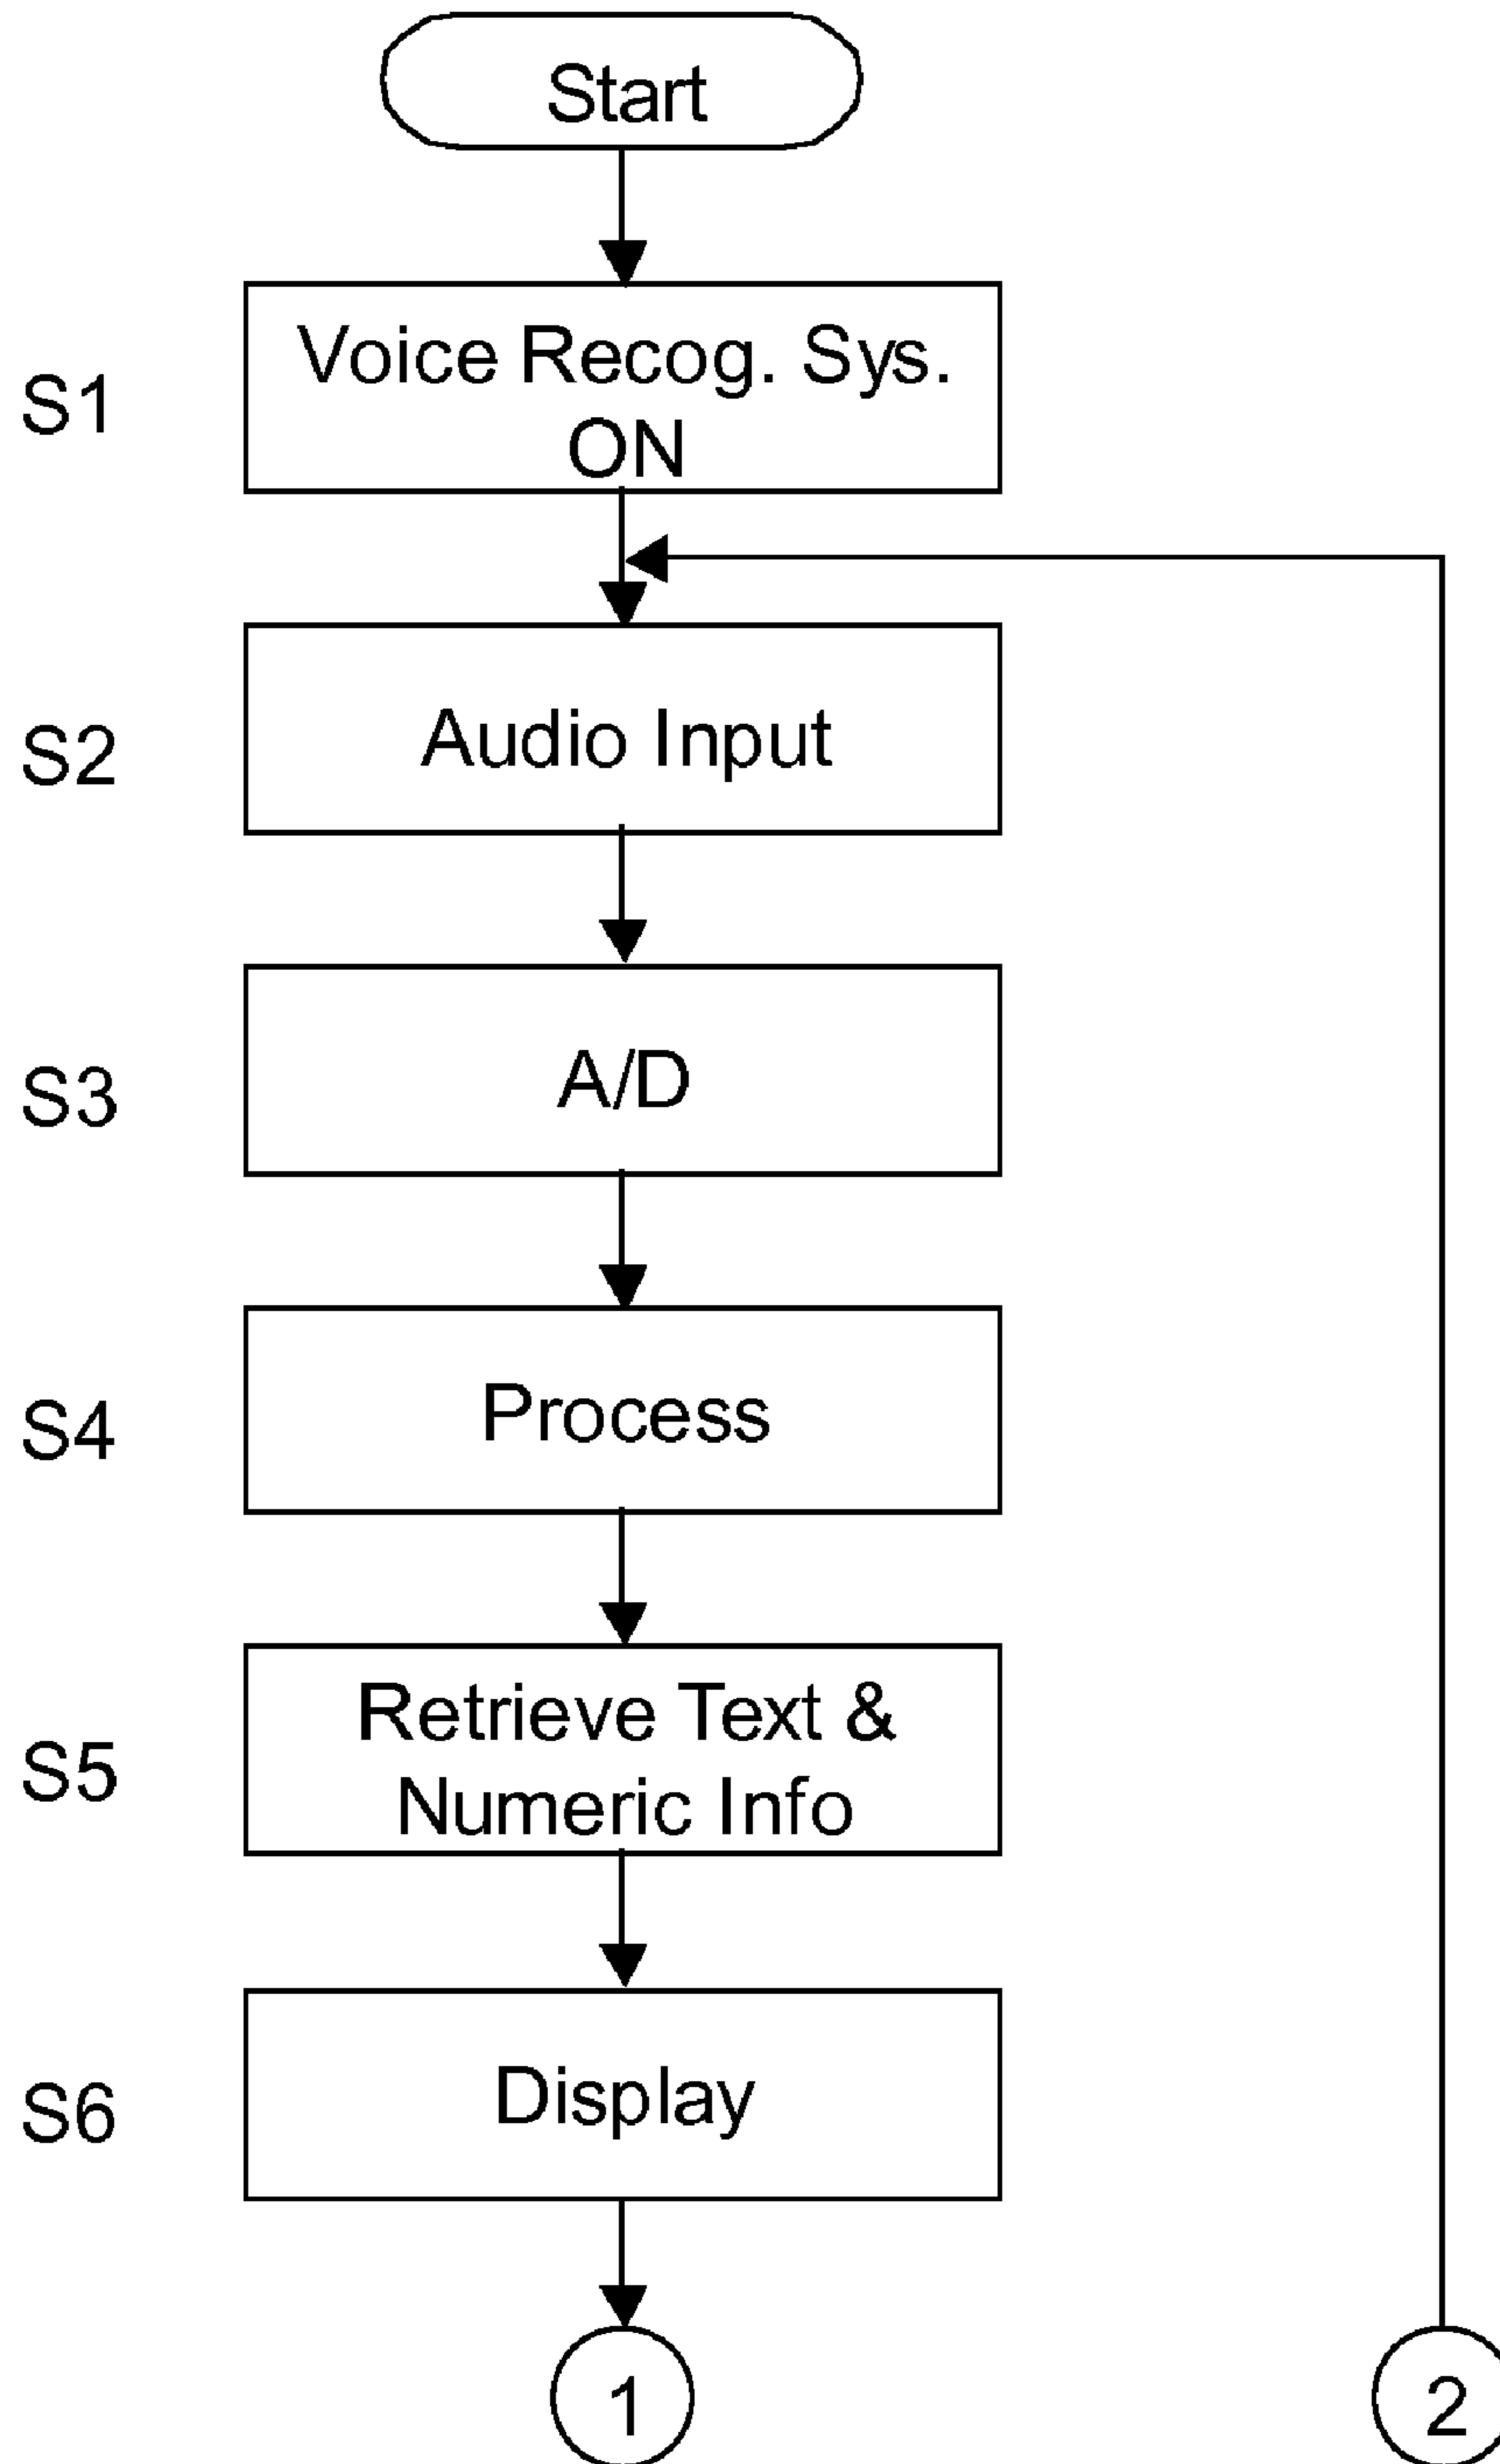 Start
S1
Voice Recog. Sys.
ON
S2
Audio Input
S3
A/D
S4
Process
S5
Retrieve Text &
Numeric Info
S6
Display
1
2